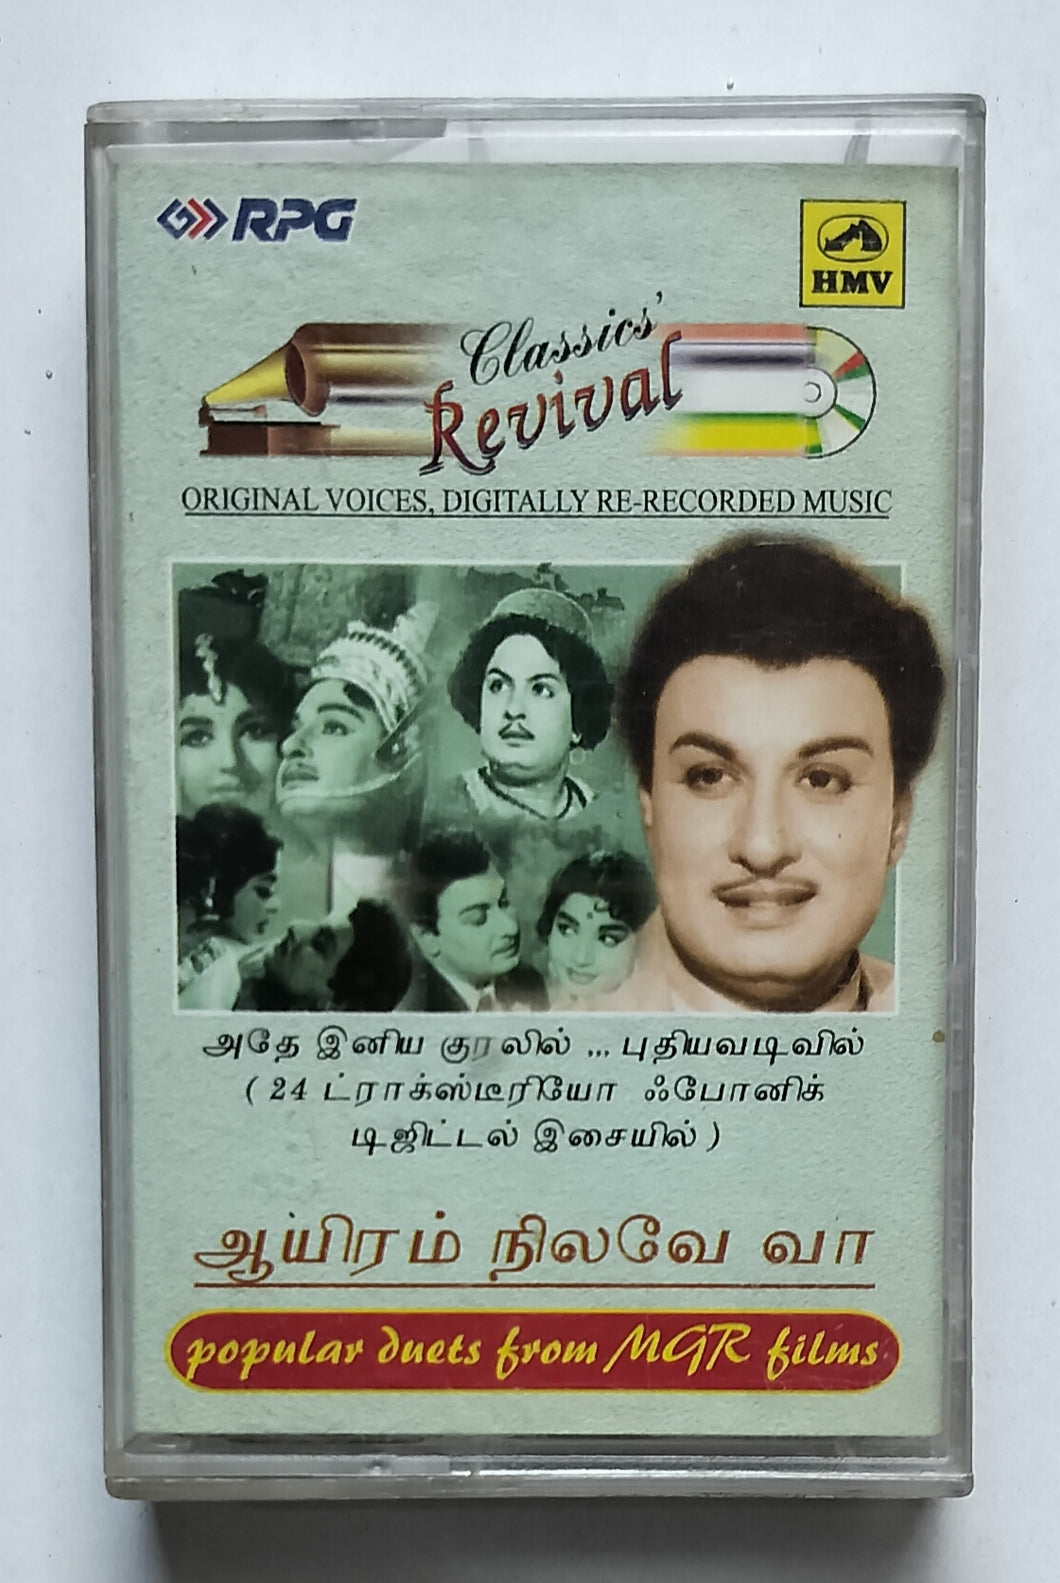 RPG
HMV
Classics'
Revival
ORIGINAL VOICES, DIGITALLY RE-RECORDED MUSIC
அதே இனிய குரலில் ... புதியவடிவில்
( 24 ட்ராக்ஸ்டீரியோ ஃபோனிக்
டிஜிட்டல் இசையில் )
ஆயிரம் நிலவே வா
popular duets from MGR films